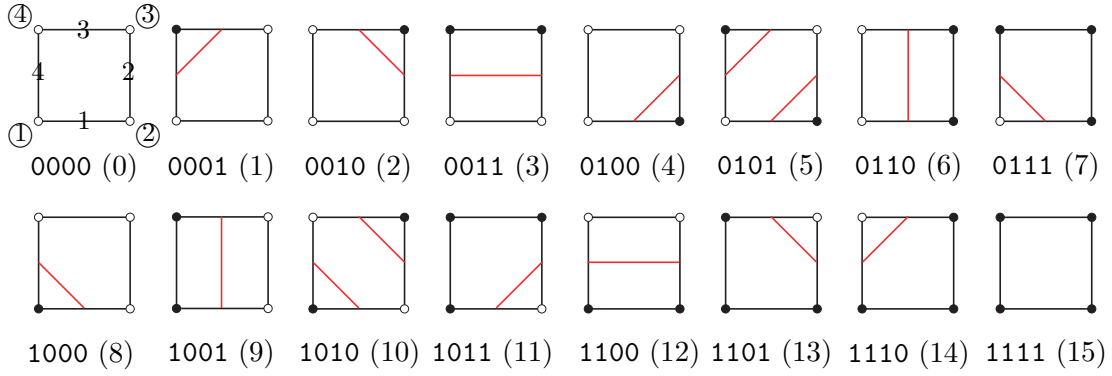 ④ 3 ③
4 2
① 1 ②
0000 (0) 0001 (1) 0010 (2) 0011 (3) 0100 (4) 0101 (5) 0110 (6) 0111 (7)
1000 (8) 1001 (9) 1010 (10) 1011 (11) 1100 (12) 1101 (13) 1110 (14) 1111 (15)